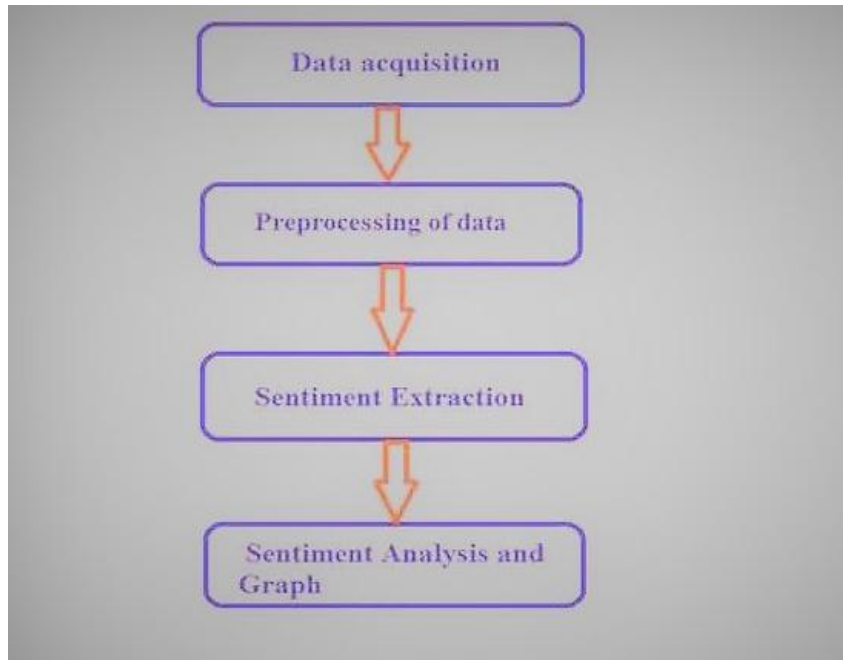 Data acquisition
Preprocessing of data
Sentiment Extraction
Sentiment Analysis and
Graph